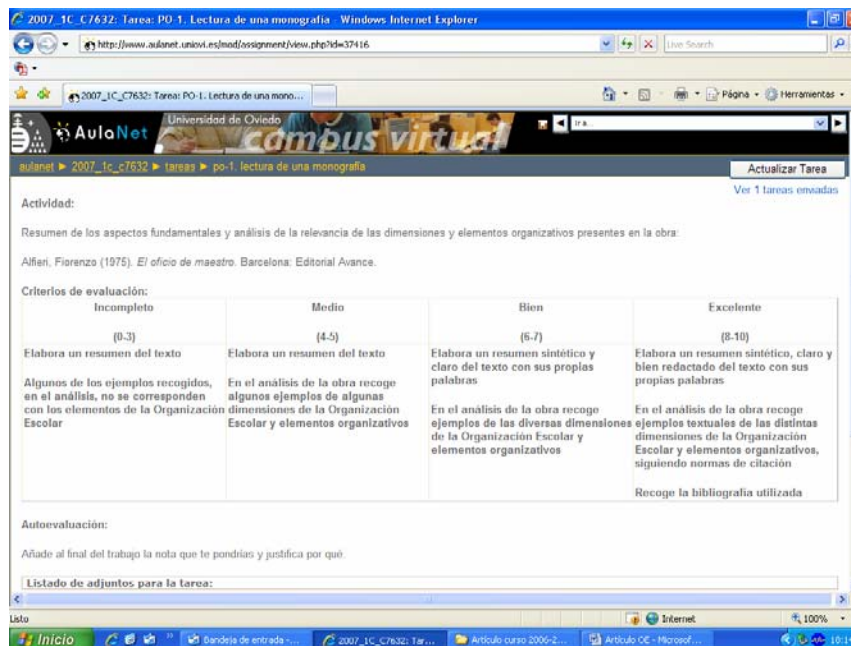 2007_1C_C7632: Tarea: PO-1. Lectura de una monografía - Windows Internet Explorer
http://www.aulanet.uniovi.es/mod/assignment/view.php?id=37416
Live Search
2007_1C_C7632: Tarea: PO-1. Lectura de una mono...
Página
Herramientas
AulaNet
Universidad de Oviedo
campus virtual
Ir a...
aulanet ► 2007_1c_c7632 ► tareas ► po-1. lectura de una monografía
Actualizar Tarea
Ver 1 tareas enviadas
Actividad:
Resumen de los aspectos fundamentales y análisis de la relevancia de las dimensiones y elementos organizativos presentes en la obra:
Alfieri, Fiorenzo (1975). El oficio de maestro. Barcelona: Editorial Avance.
Criterios de evaluación:
Incompleto
(0-3)
Elabora un resumen del texto
Algunos de los ejemplos recogidos,
en el análisis, no se corresponden
con los elementos de la Organización
Escolar
Medio
(4-5)
Elabora un resumen del texto
En el análisis de la obra recoge
algunos ejemplos de algunas
dimensiones de la Organización
Escolar y elementos organizativos
Bien
(6-7)
Elabora un resumen sintético y
claro del texto con sus propias
palabras
En el análisis de la obra recoge
ejemplos de las diversas dimensiones
de la Organización Escolar y
elementos organizativos
Excelente
(8-10)
Elabora un resumen sintético, claro y
bien redactado del texto con sus
propias palabras
En el análisis de la obra recoge
ejemplos textuales de las distintas
dimensiones de la Organización
Escolar y elementos organizativos,
siguiendo normas de citación
Recoge la bibliografía utilizada
Autoevaluación:
Añade al final del trabajo la nota que te pondrías y justifica por qué.
Listado de adjuntos para la tarea:
Listo
Internet
100%
Inicio
Bandeja de entrada -...
2007_1C_C7632: Tar...
Artículo curso 2006-2...
Artículo OE - Microsof...
10:14